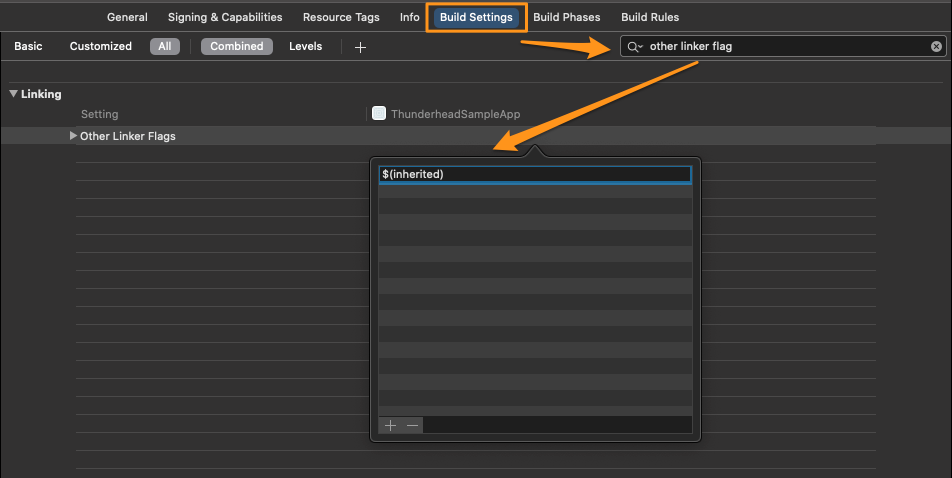 General Signing & Capabilities Resource Tags Info Build Settings Build Phases Build Rules
Basic Customized All Combined Levels + other linker flag
Linking
Setting ThunderheadSampleApp
Other Linker Flags
$(inherited)